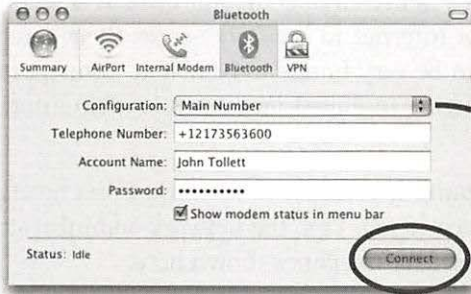 Bluetooth
Summary AirPort Internal Modem Bluetooth VPN
Configuration: Main Number
Telephone Number: +12173563600
Account Name: John Tollett
Password: ••••••••••
Show modem status in menu bar
Status: Idle Connect